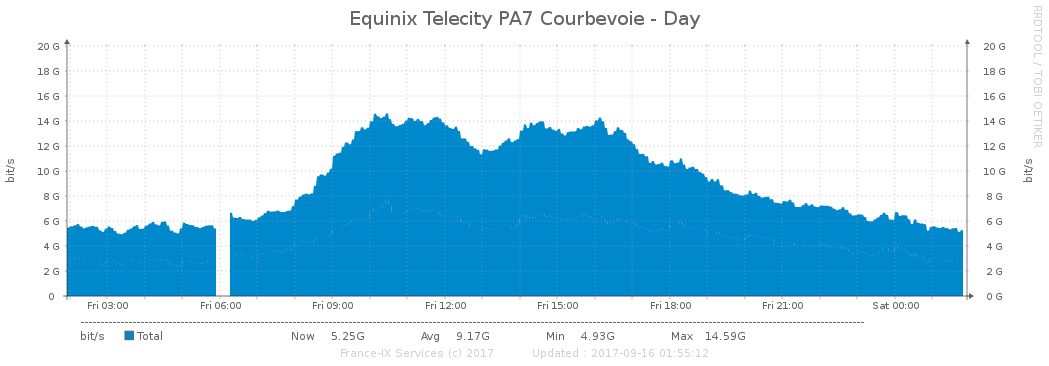 Equinix Telecity PA7 Courbevoie - Day
RRDTOOL / TOBI OETIKER
bit/s
20 G
18 G
16 G
14 G
12 G
10 G
8 G
6 G
4 G
2 G
0
20 G
18 G
16 G
14 G
12 G
10 G
8 G
6 G
4 G
2 G
0 G
bit/s
Fri 03:00 Fri 06:00 Fri 09:00 Fri 12:00 Fri 15:00 Fri 18:00 Fri 21:00 Sat 00:00
bit/s Total Now 5.25G Avg 9.17G Min 4.93G Max 14.59G
France-IX Services (c) 2017 Updated : 2017-09-16 01:55:12